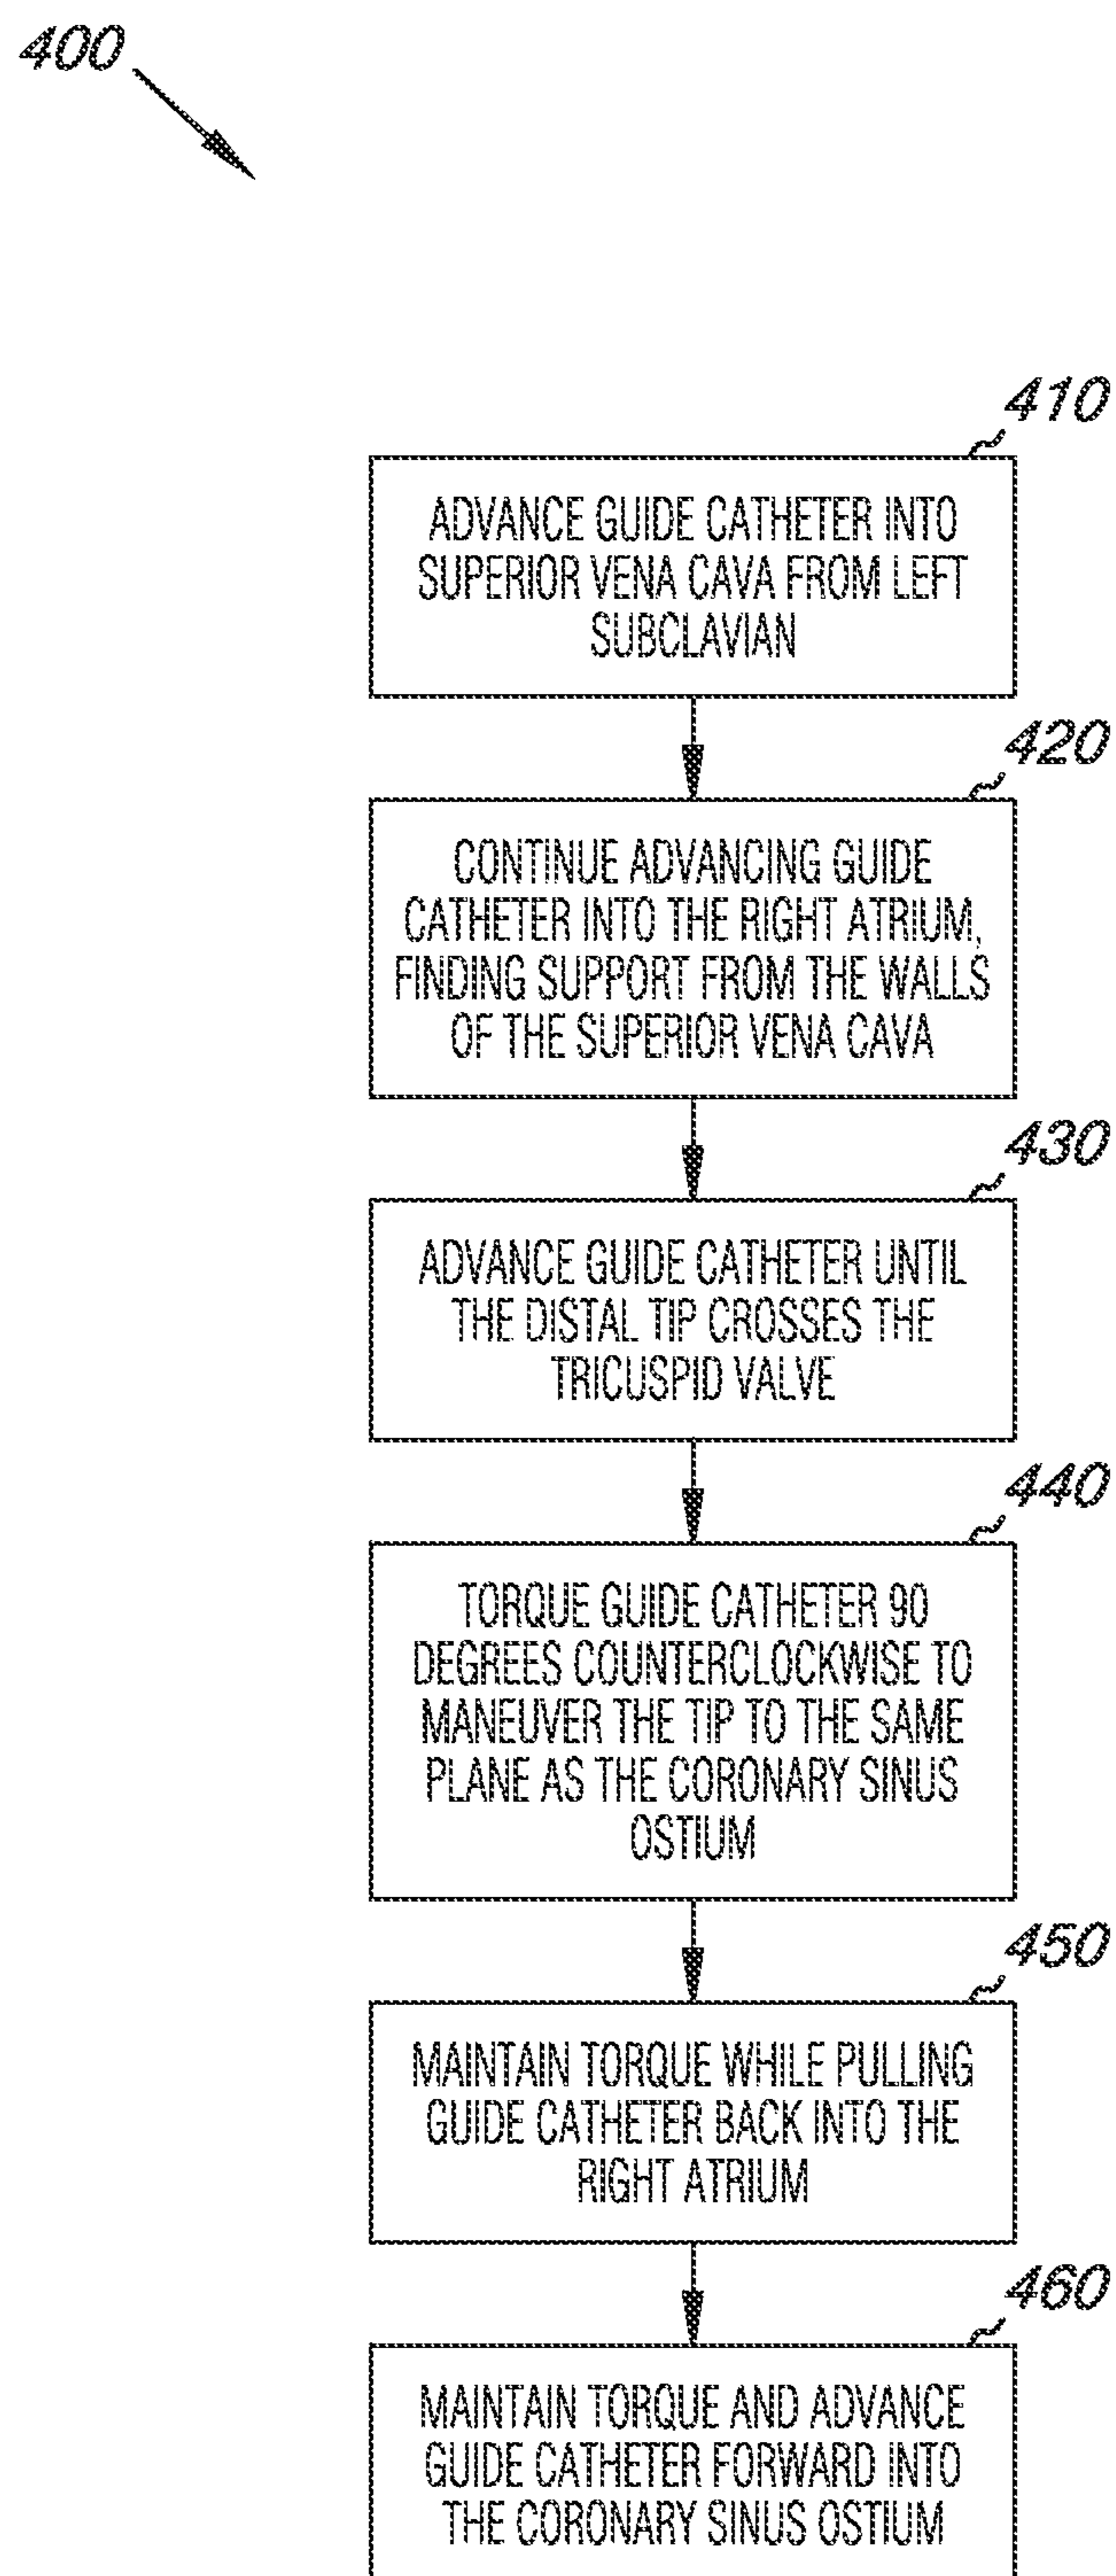 400
410
ADVANCE GUIDE CATHETER INTO
SUPERIOR VENA CAVA FROM LEFT
SUBCLAVIAN
420
CONTINUE ADVANCING GUIDE
CATHETER INTO THE RIGHT ATRIUM,
FINDING SUPPORT FROM THE WALLS
OF THE SUPERIOR VENA CAVA
430
ADVANCE GUIDE CATHETER UNTIL
THE DISTAL TIP CROSSES THE
TRICUSPID VALVE
440
TORQUE GUIDE CATHETER 90
DEGREES COUNTERCLOCKWISE TO
MANEUVER THE TIP TO THE SAME
PLANE AS THE CORONARY SINUS
OSTIUM
450
MAINTAIN TORQUE WHILE PULLING
GUIDE CATHETER BACK INTO THE
RIGHT ATRIUM
460
MAINTAIN TORQUE AND ADVANCE
GUIDE CATHETER FORWARD INTO
THE CORONARY SINUS OSTIUM